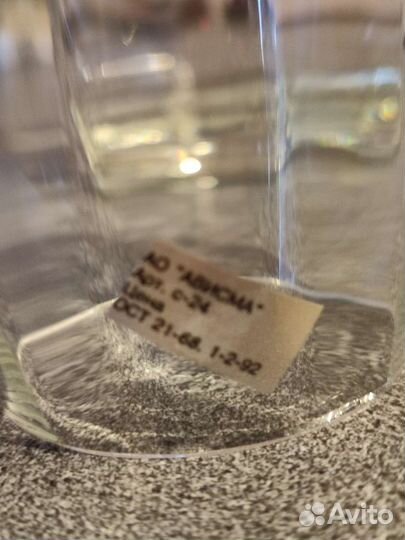 АО "АВИСМА"
Арт. с-24
Цена
ОСТ 21-68. 1-2-92
Avito